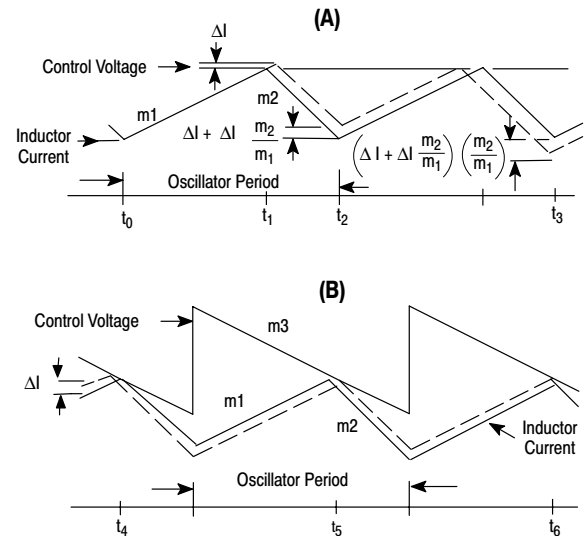 (A)
ΔI
Control Voltage
m1
m2
Inductor
Current
ΔI + ΔI m2/m1
(Δ I + ΔI m2/m1) (m2/m1)
Oscillator Period
t0 t1 t2 t3
(B)
Control Voltage
m3
ΔI
m1
m2
Inductor
Current
Oscillator Period
t4 t5 t6